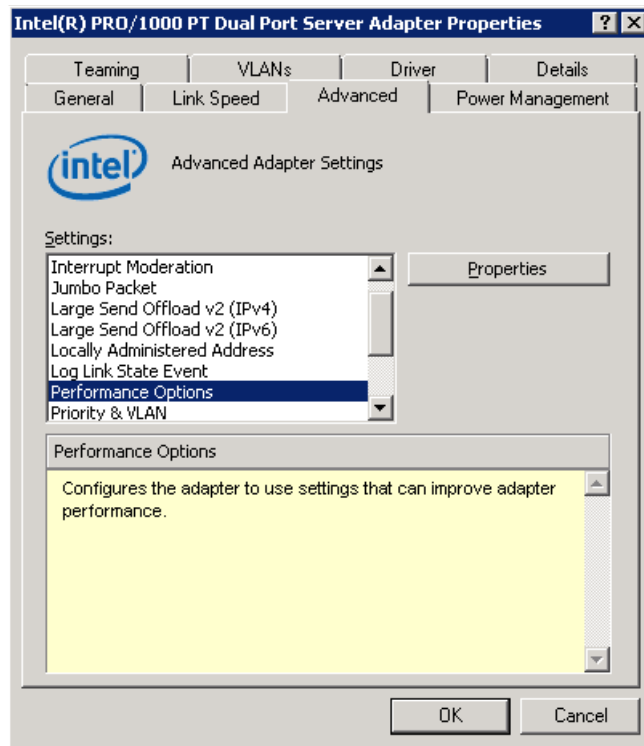 Intel(R) PRO/1000 PT Dual Port Server Adapter Properties
Teaming VLANs Driver Details
General Link Speed Advanced Power Management
intel Advanced Adapter Settings
Settings:
Interrupt Moderation
Properties
Jumbo Packet
Large Send Offload v2 (IPv4)
Large Send Offload v2 (IPv6)
Locally Administered Address
Log Link State Event
Performance Options
Priority & VLAN
Performance Options
Configures the adapter to use settings that can improve adapter
performance.
OK Cancel